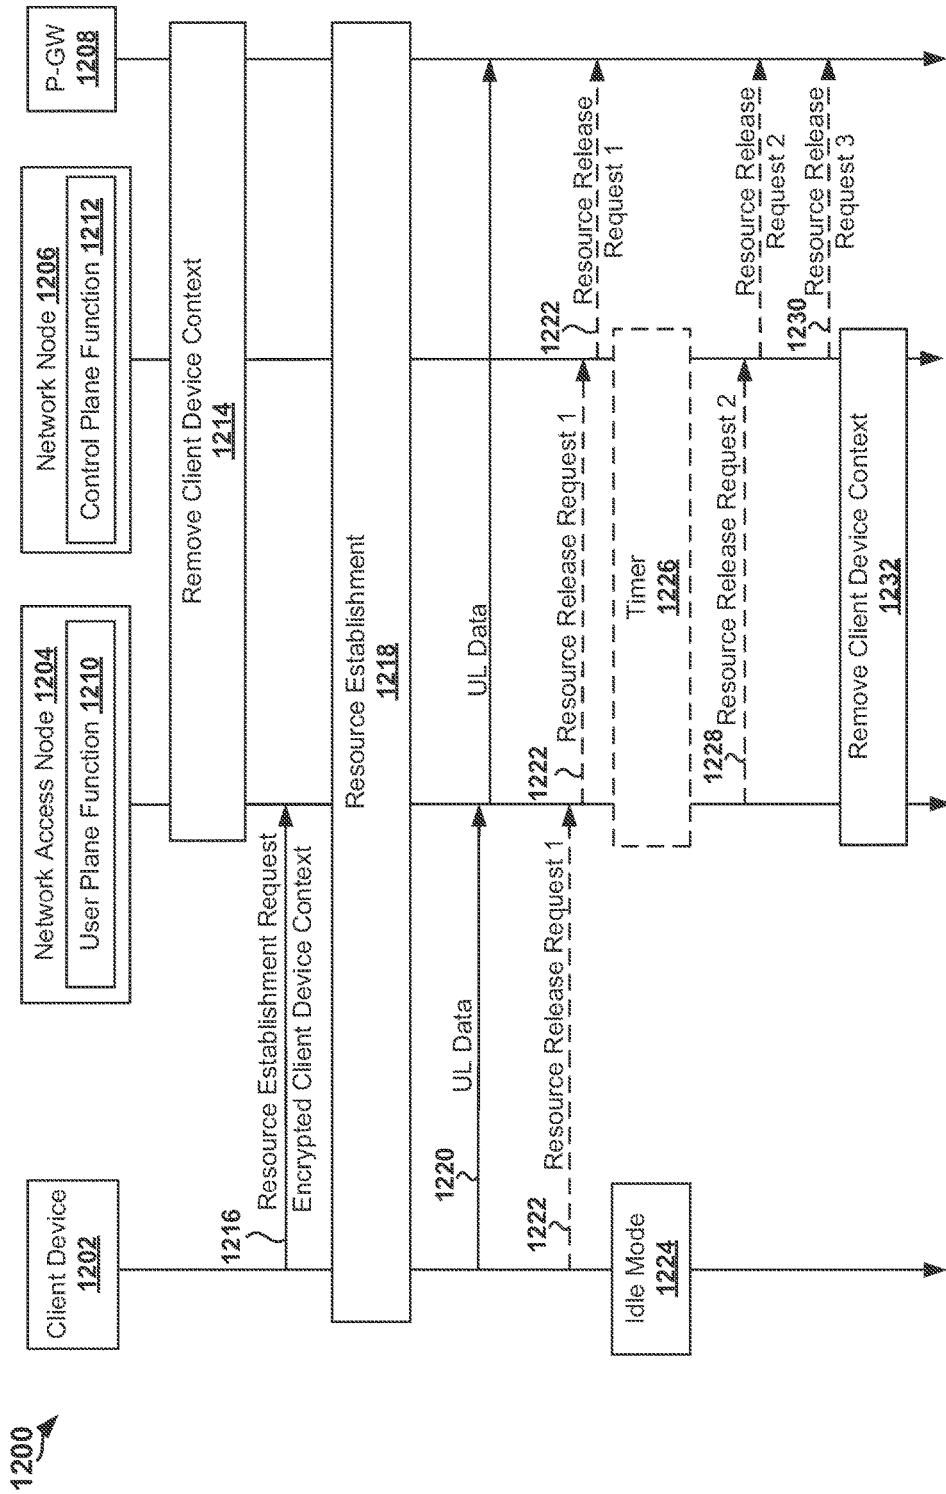 1200
Client Device
1202
Network Access Node 1204
User Plane Function 1210
Network Node 1206
Control Plane Function 1212
P-GW
1208
Remove Client Device Context
1214
1216
Resource Establishment Request
Encrypted Client Device Context
Resource Establishment
1218
1220
UL Data
UL Data
1222
Resource Release Request 1
1222
Resource Release Request 1
1222
Resource Release
Request 1
Idle Mode
1224
Timer
1226
1228
Resource Release Request 2
Resource Release
Request 2
1230
Resource Release
Request 3
Remove Client Device Context
1232